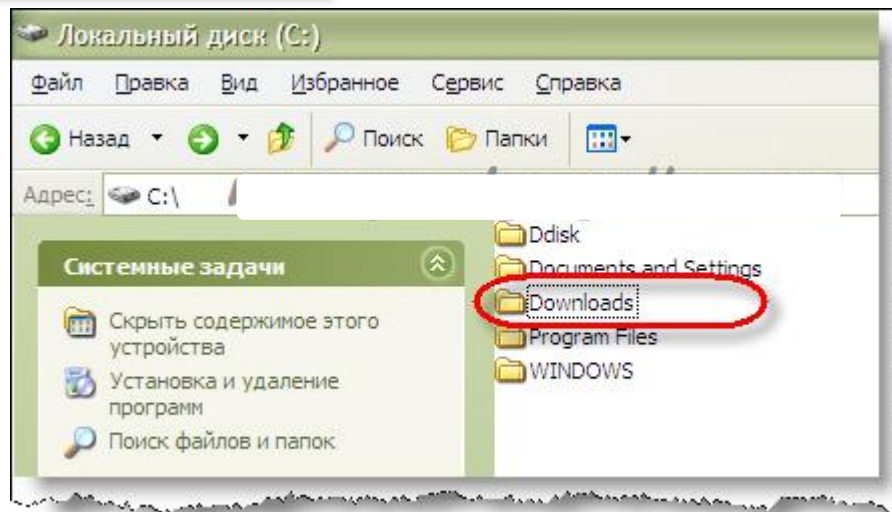 Локальный диск (C:)
Файл Правка Вид Избранное Сервис Справка
Назад Поиск Папки
Адрес: C:\
Системные задачи
Скрыть содержимое этого
устройства
Установка и удаление
программ
Поиск файлов и папок
Ddisk
Documents and Settings
Downloads
Program Files
WINDOWS